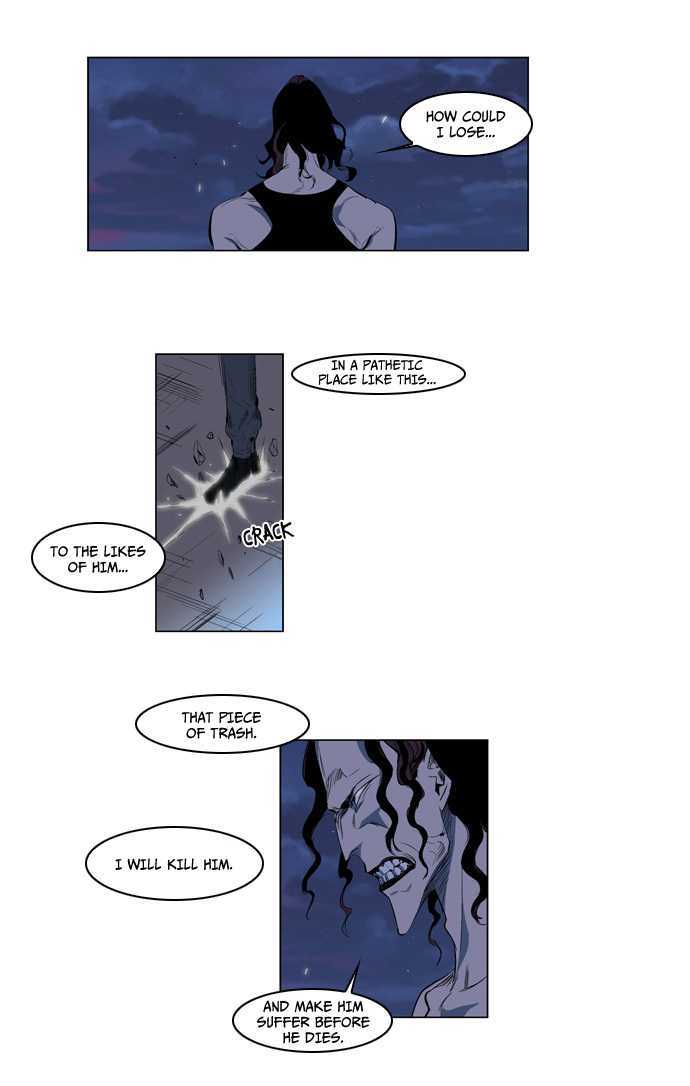 HOW COULD
I LOSE...
IN A PATHETIC
PLACE LIKE THIS...
CRACK
TO THE LIKES
OF HIM...
THAT PIECE
OF TRASH.
I WILL KILL HIM.
AND MAKE HIM
SUFFER BEFORE
HE DIES.